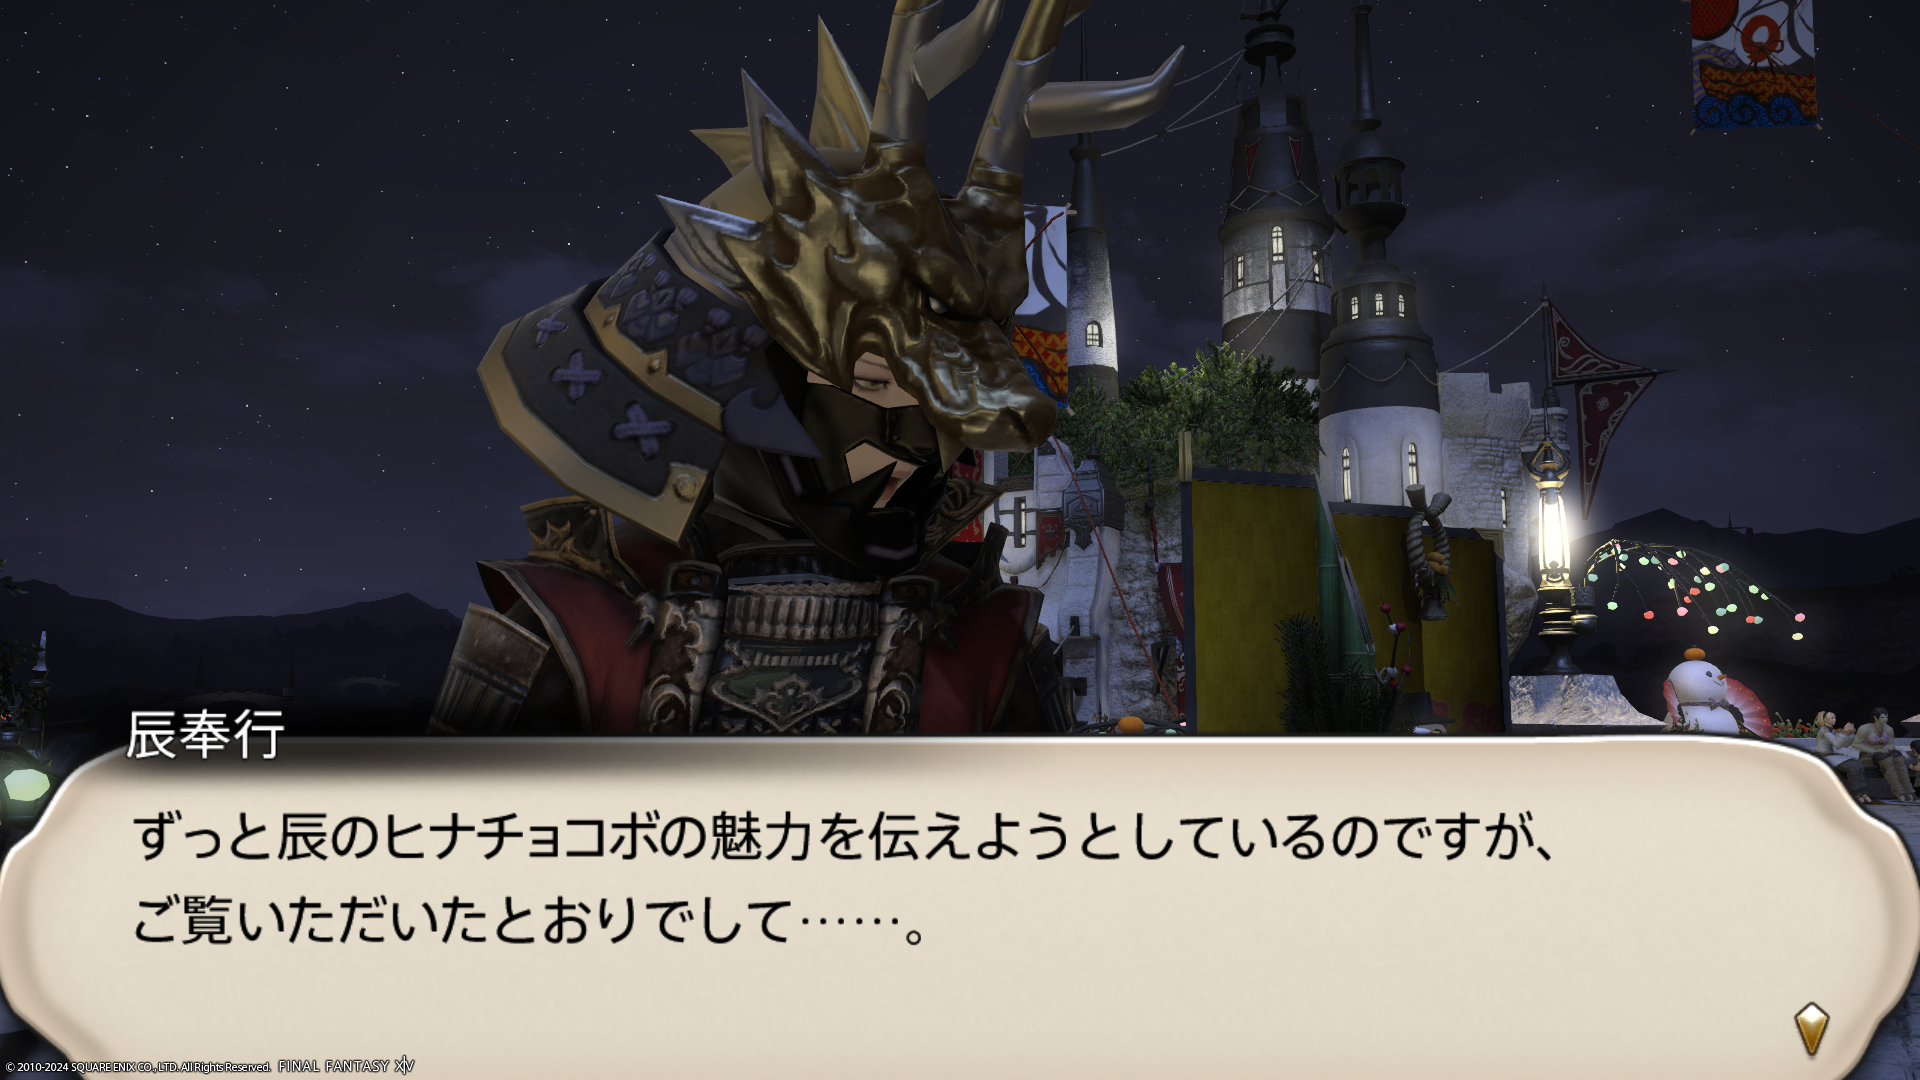 辰奉行
ずっと辰のヒナチョコボの魅力を伝えようとしているのですが、
ご覧いただいたとおりでして……。
© 2010-2024 SQUARE ENIX CO., LTD. All Rights Reserved. FINAL FANTASY XIV